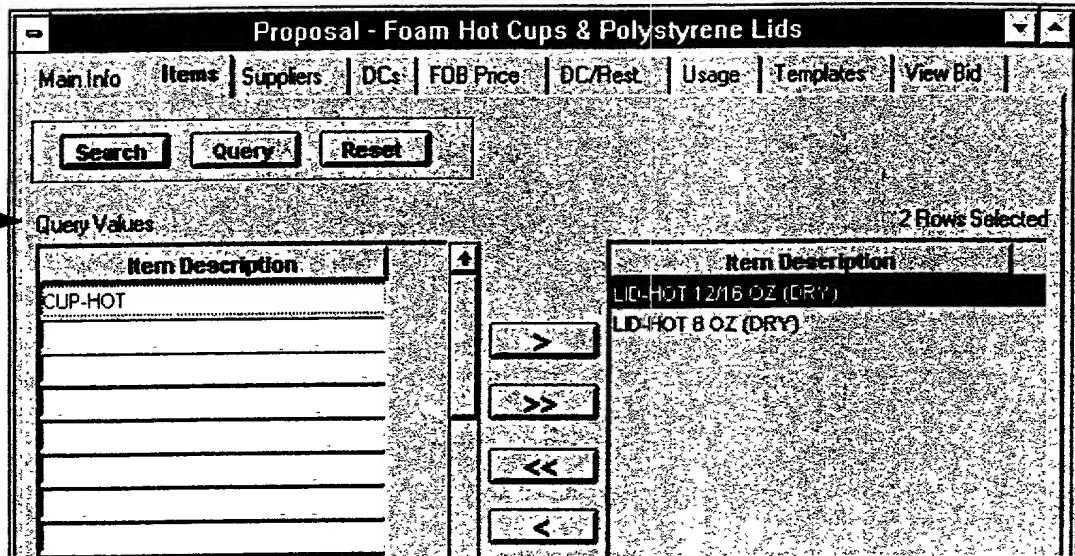 Proposal - Foam Hot Cups & Polystyrene Lids
Main Info Items Suppliers DCs FOB Price DC/Rest. Usage Templates View Bid
Search Query Reset
Query Values 2 Rows Selected
Item Description Item Description
CUP-HOT LID-HOT 12/16 OZ (DRY)
LID-HOT 8 OZ (DRY)
>
>>
<<
<